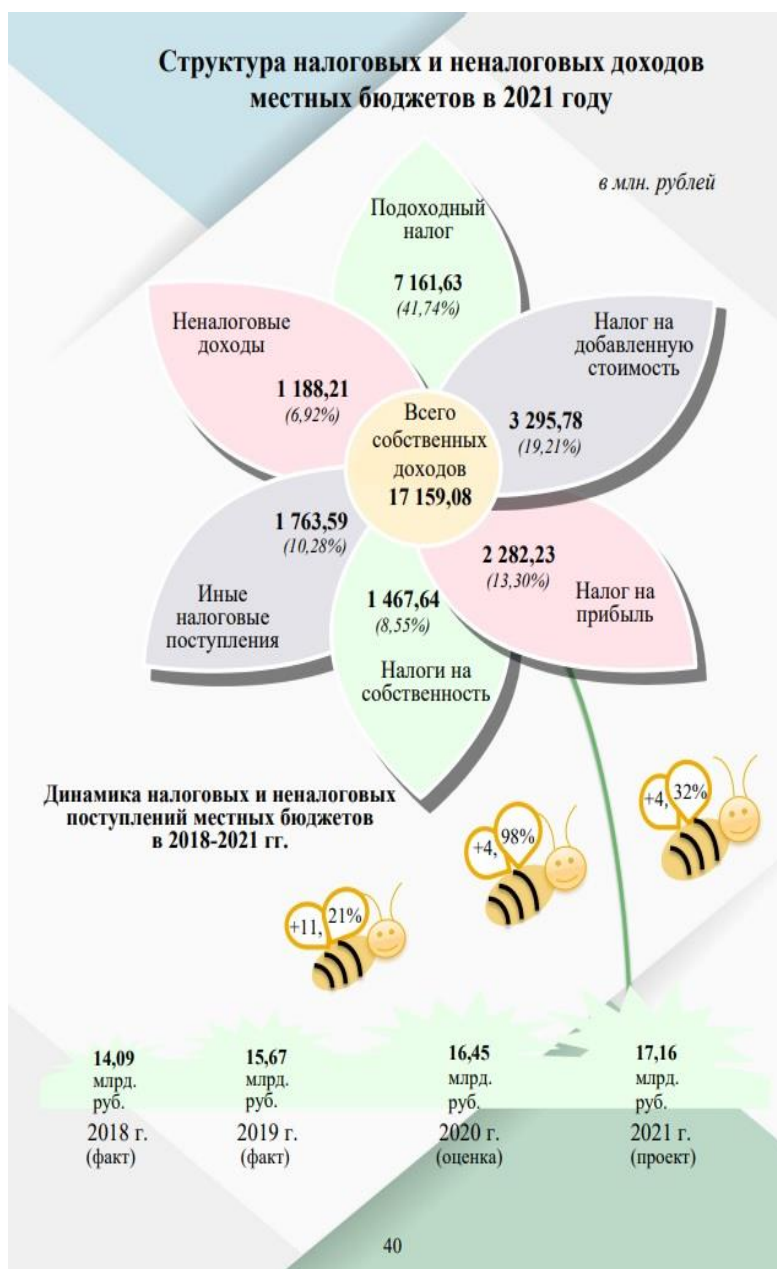 Структура налоговых и неналоговых доходов
местных бюджетов в 2021 году
в млн. рублей
Подоходный
налог
7 161,63
(41,74%)
Неналоговые
доходы
1 188,21
(6,92%)
Налог на
добавленную
стоимость
3 295,78
(19,21%)
Всего
собственных
доходов
17 159,08
1 763,59
(10,28%)
Иные
налоговые
поступления
1 467,64
(8,55%)
Налоги на
собственность
2 282,23
(13,30%)
Налог на
прибыль
Динамика налоговых и неналоговых
поступлений местных бюджетов
в 2018-2021 гг.
+11, 21%
+4, 98%
+4, 32%
14,09
млрд.
руб.
2018 г.
(факт)
15,67
млрд.
руб.
2019 г.
(факт)
16,45
млрд.
руб.
2020 г.
(оценка)
17,16
млрд.
руб.
2021 г.
(проект)
40